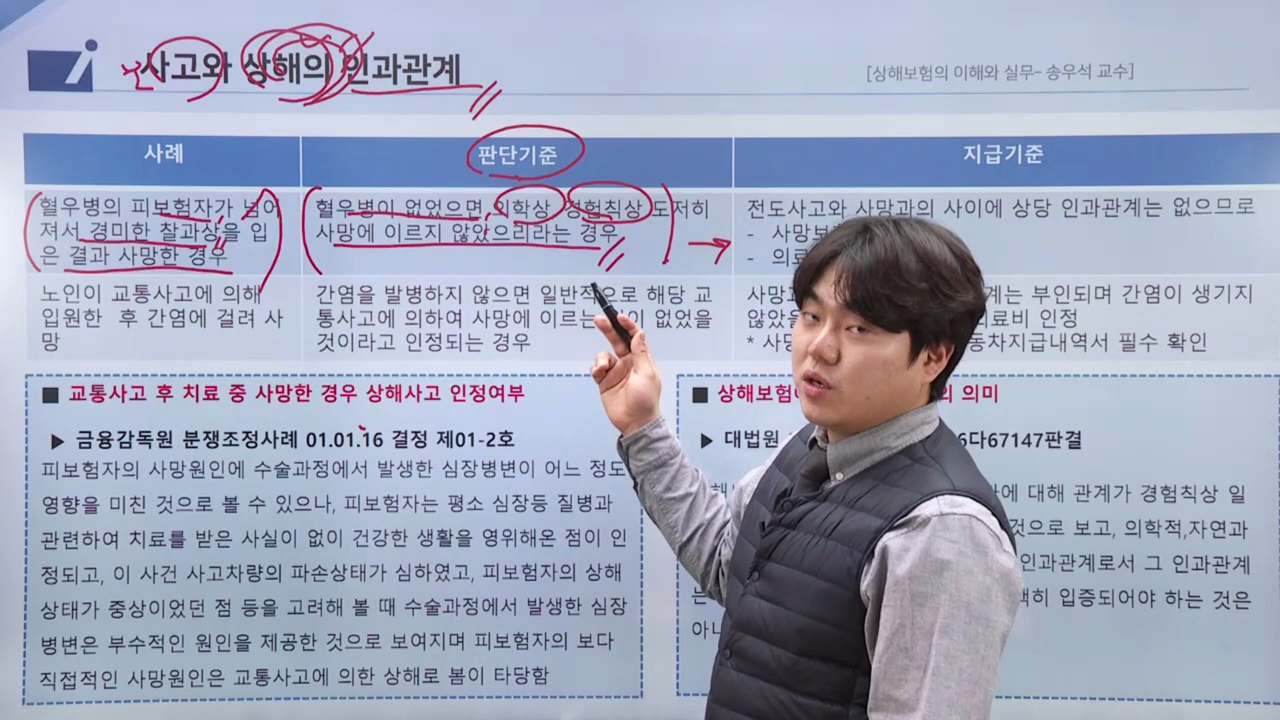 사고와 상해의 인과관계
[상해보험의 이해와 실무- 송우석 교수]
사례
판단기준
지급기준
혈우병의 피보험자가 넘어
져서 경미한 찰과상을 입
은 결과 사망한 경우
혈우병이 없었으면 의학상 경험칙상 도저히
사망에 이르지 않았으리라는 경우
전도사고와 사망과의 사이에 상당 인과관계는 없으므로
- 사망보
- 의료
노인이 교통사고에 의해
입원한 후 간염에 걸려 사
망
간염을 발병하지 않으면 일반적으로 해당 교
통사고에 의하여 사망에 이르는 이 없었을
것이라고 인정되는 경우
계는 부인되며 간염이 생기지
않았을 의료비 인정
* 사망 동차지급내역서 필수 확인
■ 교통사고 후 치료 중 사망한 경우 상해사고 인정여부
▶ 금융감독원 분쟁조정사례 01.01.16 결정 제01-2호
피보험자의 사망원인에 수술과정에서 발생한 심장병변이 어느 정도
영향을 미친 것으로 볼 수 있으나, 피보험자는 평소 심장등 질병과
관련하여 치료를 받은 사실이 없이 건강한 생활을 영위해온 점이 인
정되고, 이 사건 사고차량의 파손상태가 심하였고, 피보험자의 상해
상태가 중상이었던 점 등을 고려해 볼 때 수술과정에서 발생한 심장
병변은 부수적인 원인을 제공한 것으로 보여지며 피보험자의 보다
직접적인 사망원인은 교통사고에 의한 상해로 봄이 타당함
■ 상해보험 의 의미
▶ 대법원 6다67147판결
에 대해 관계가 경험칙상 일
것으로 보고, 의학적,자연과
인과관계로서 그 인과관계
는 백히 입증되어야 하는 것은
아니